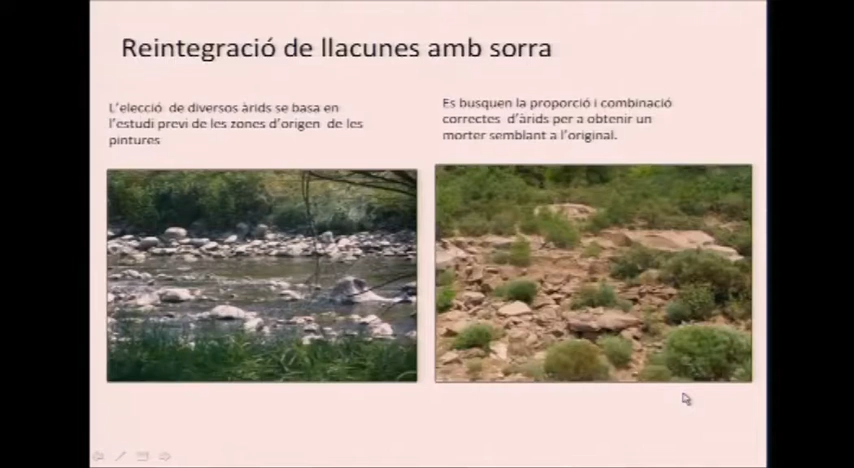 Reintegració de llacunes amb sorra
L'elecció de diversos àrids se basa en
l'estudi previ de les zones d'origen de les
pintures
Es busquen la proporció i combinació
correctes d'àrids per a obtenir un
morter semblant a l'original.